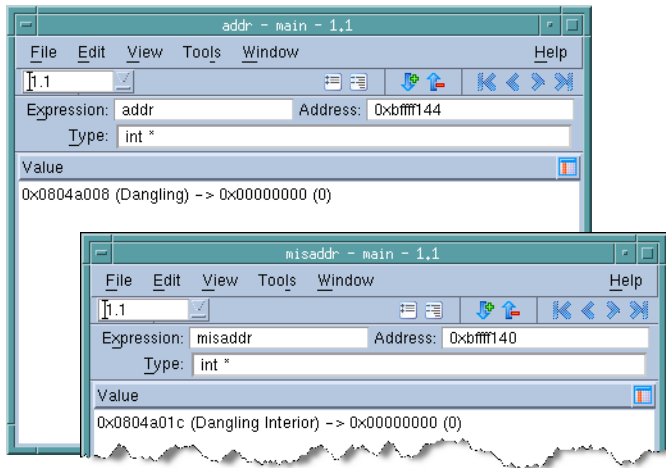 addr - main - 1.1
File Edit View Tools Window Help
1.1
Expression: addr Address: 0xbffff144
Type: int *
Value
0x0804a008 (Dangling) -> 0x00000000 (0)
misaddr - main - 1.1
File Edit View Tools Window Help
1.1
Expression: misaddr Address: 0xbffff140
Type: int *
Value
0x0804a01c (Dangling Interior) -> 0x00000000 (0)